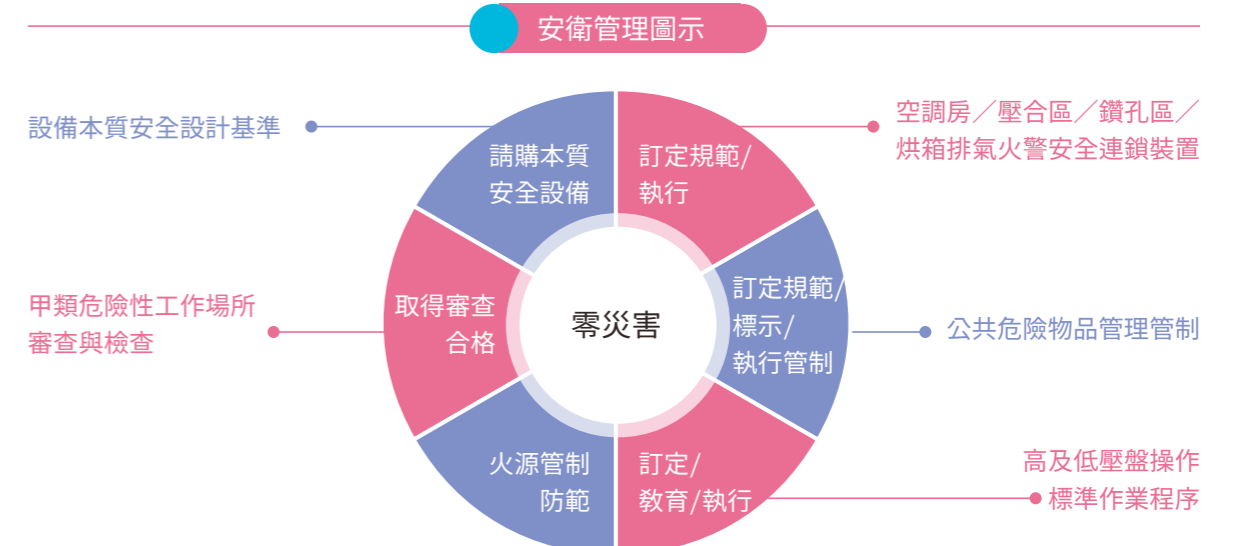 安衛管理圖示
設備本質安全設計基準
請購本質
安全設備
訂定規範/
執行
空調房／壓合區／鑽孔區／
烘箱排氣火警安全連鎖裝置
甲類危險性工作場所
審查與檢查
取得審查
合格
零災害
訂定規範/
標示/
執行管制
公共危險物品管理管制
火源管制
防範
訂定/
教育/執行
高及低壓盤操作
標準作業程序